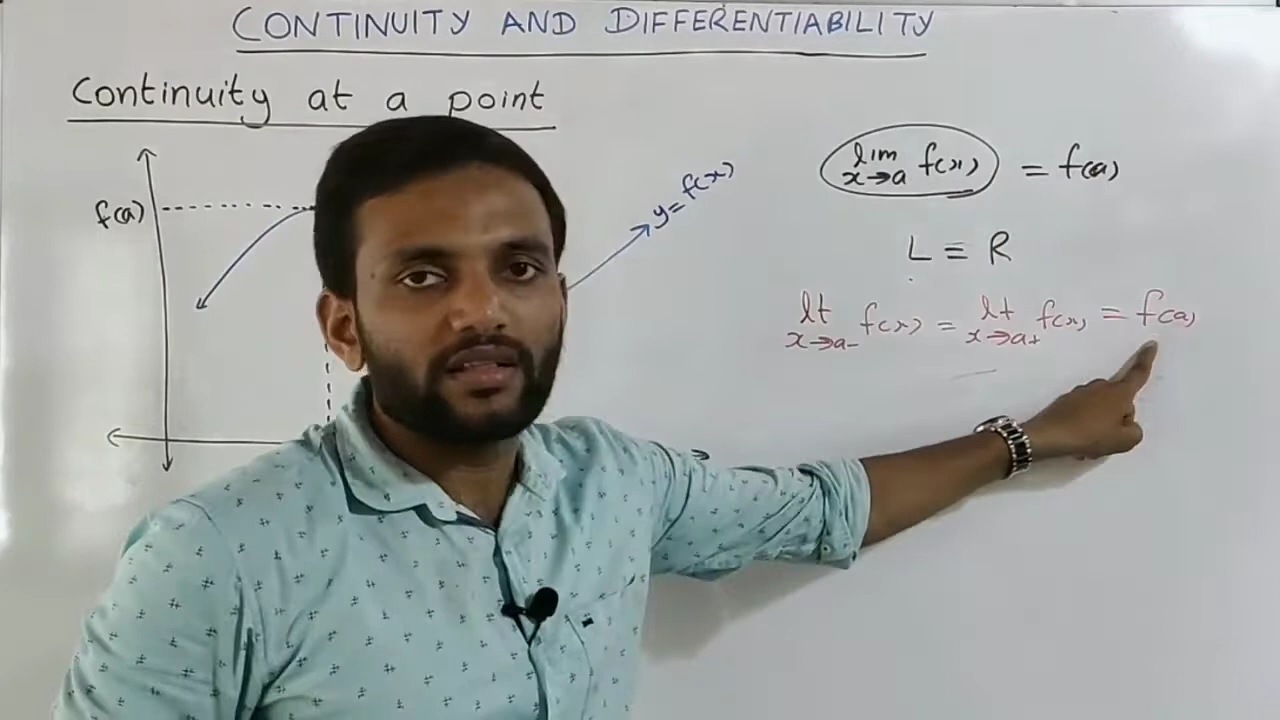 CONTINUITY AND DIFFERENTIABILITY
Continuity at a point
f(a)
y=f(x)
lim x→a f(x) = f(a)
L = R
lt x→a- f(x) = lt x→a+ f(x) = f(a)